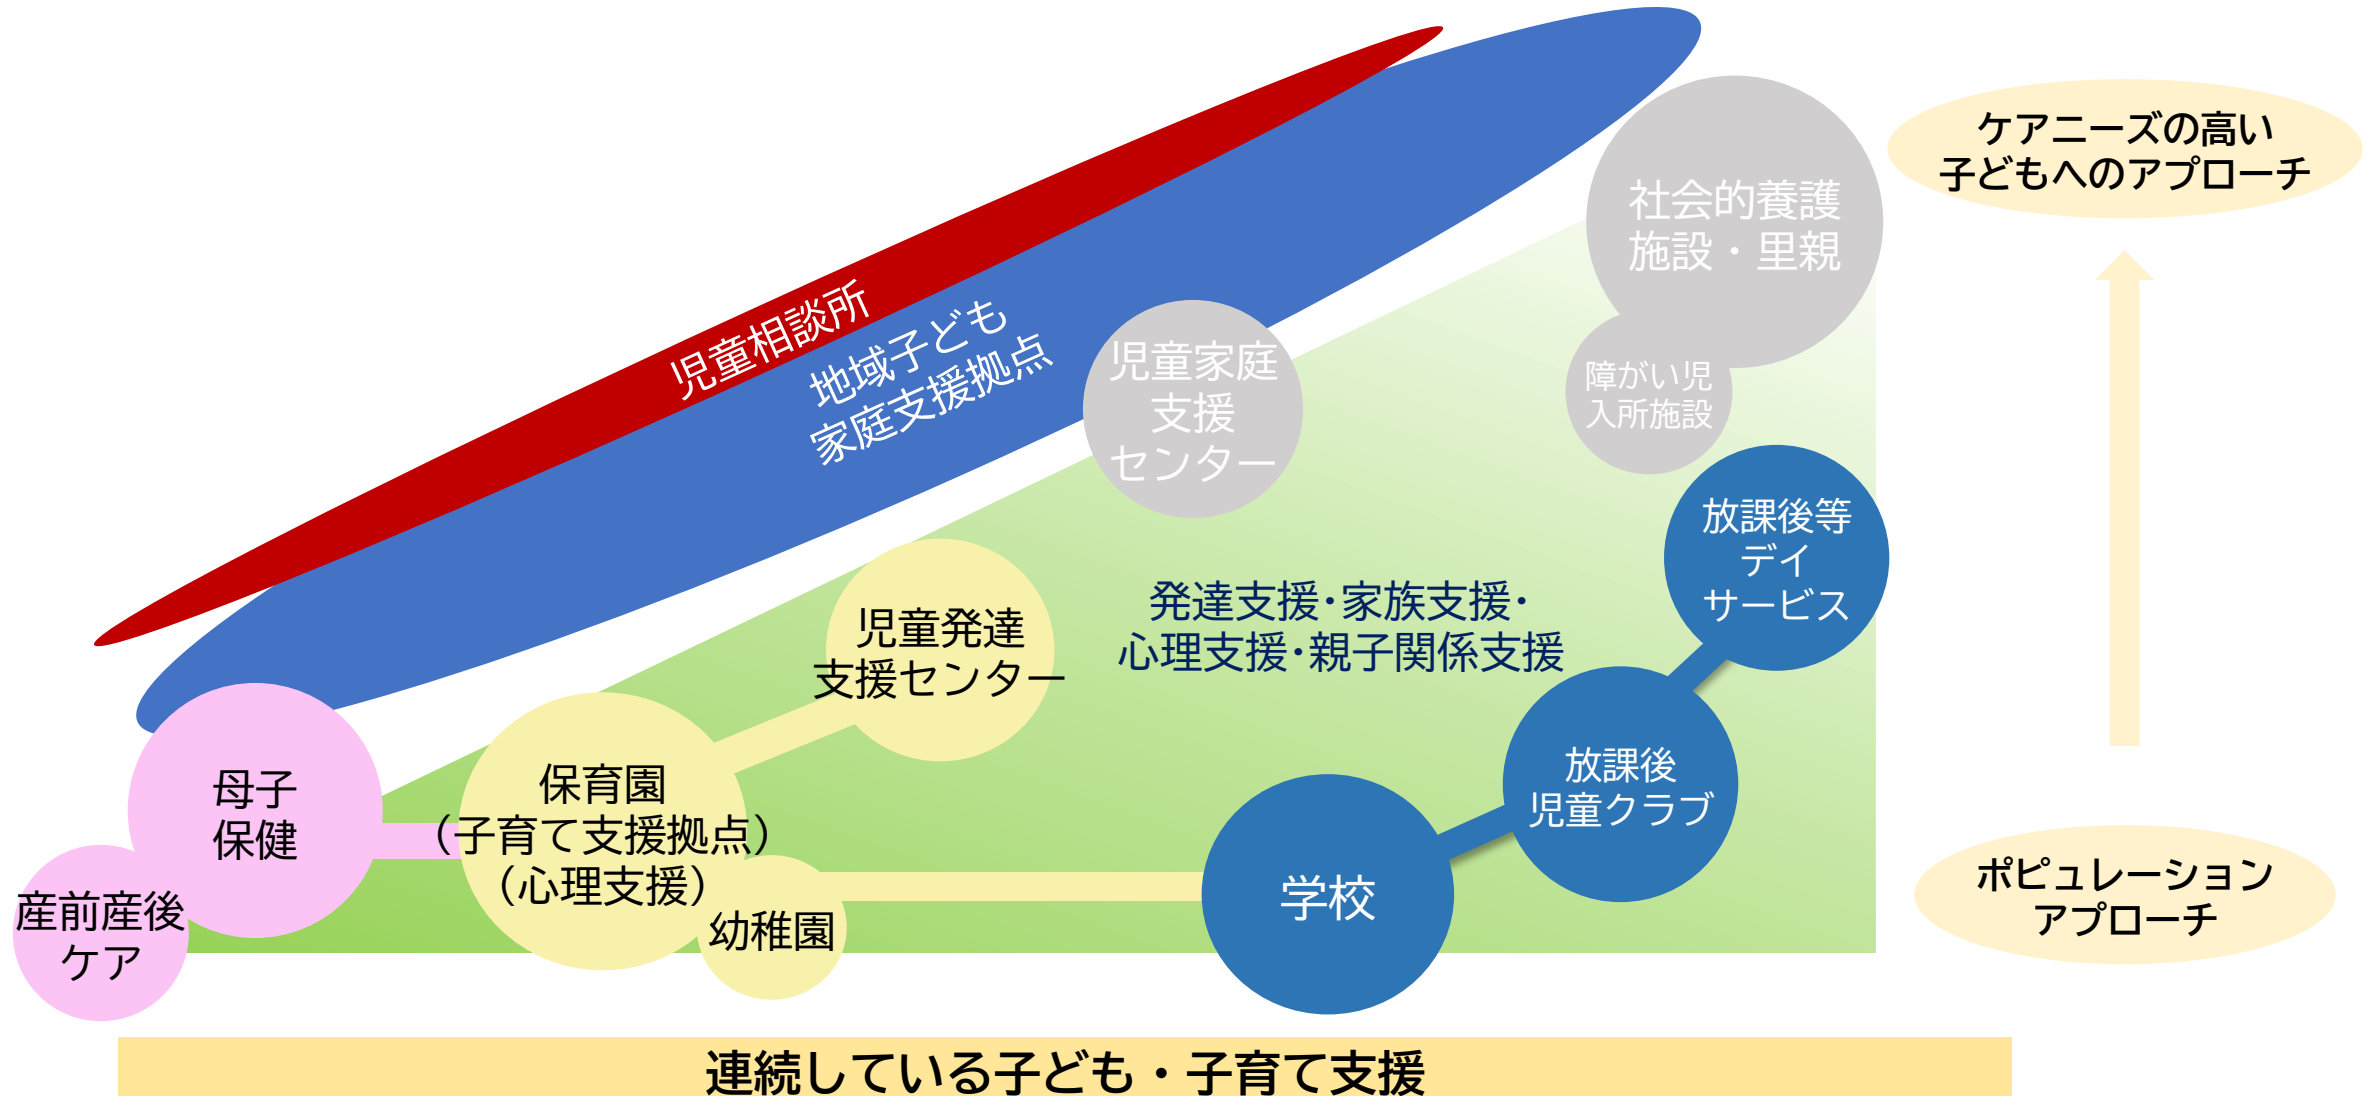 児童相談所
地域子ども
家庭支援拠点
社会的養護
施設・里親
障がい児
入所施設
児童家庭
支援
センター
放課後等
デイ
サービス
児童発達
支援センター
発達支援･家族支援･
心理支援･親子関係支援
母子
保健
産前産後
ケア
保育園
（子育て支援拠点）
（心理支援）
幼稚園
学校
放課後
児童クラブ
ケアニーズの高い
子どもへのアプローチ
ポピュレーション
アプローチ
連続している子ども・子育て支援